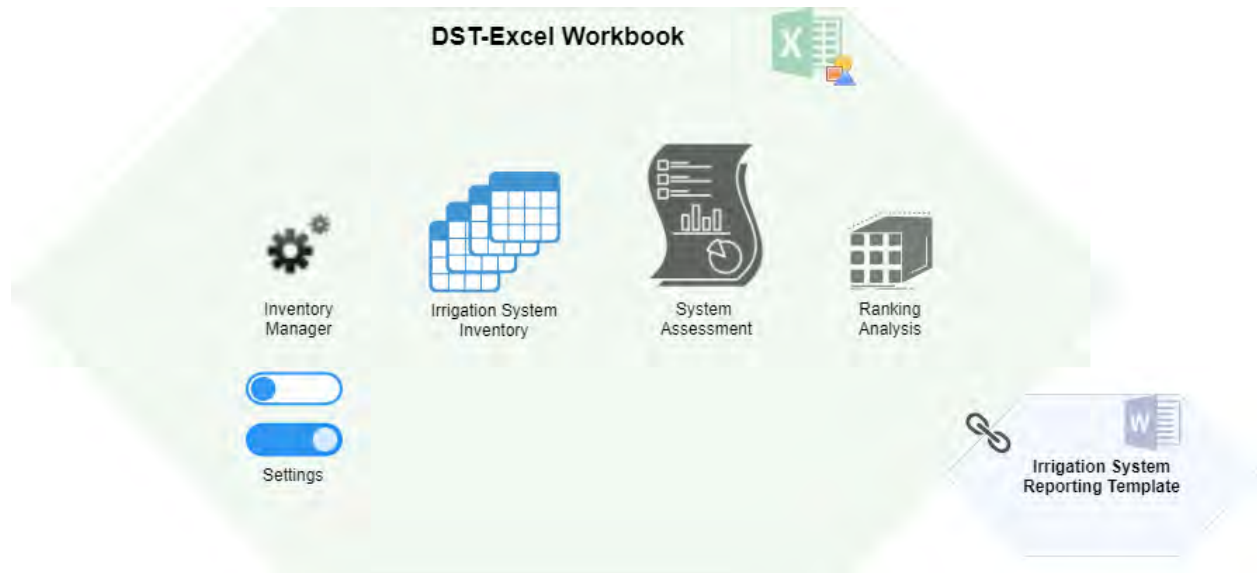 DST-Excel Workbook
X
Inventory
Manager
Irrigation System
Inventory
System
Assessment
Ranking
Analysis
Settings
W
Irrigation System
Reporting Template